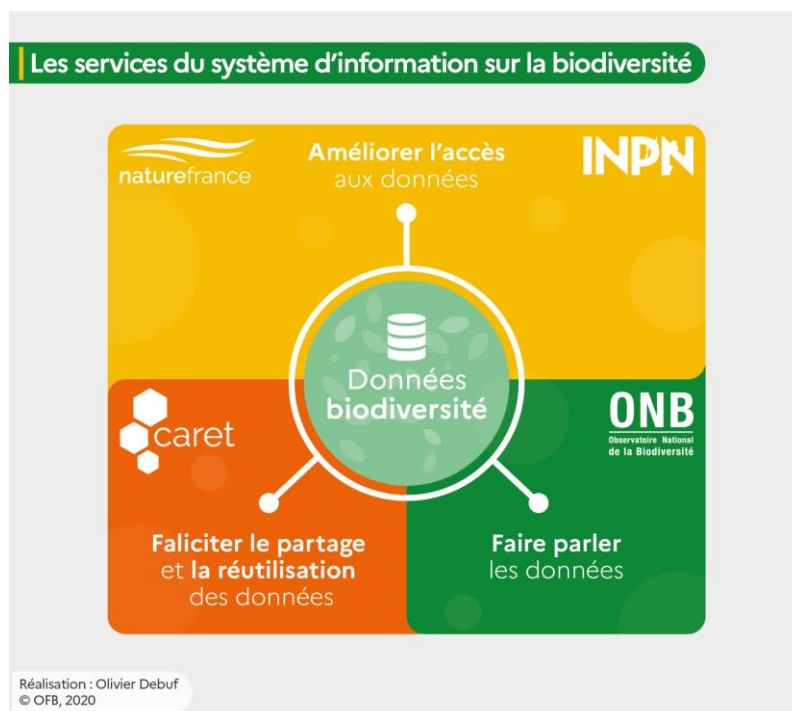 Les services du système d'information sur la biodiversité
naturefrance
Améliorer l'accès
aux données
INPN
Données
biodiversité
caret
ONB
Observatoire National
de la Biodiversité
Faliciter le partage
et la réutilisation
des données
Faire parler
les données
Réalisation : Olivier Debuf
© OFB, 2020